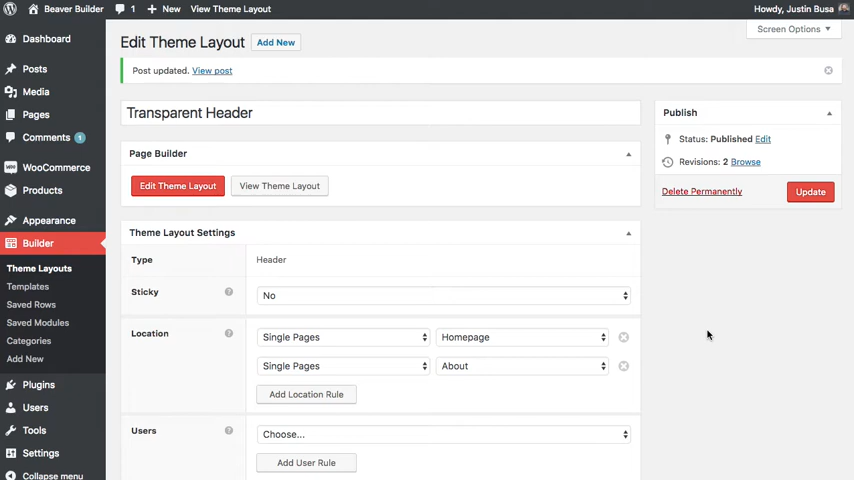 Beaver Builder 1 New View Theme Layout Howdy, Justin Busa
Screen Options
Dashboard
Posts
Media
Pages
Comments 1
WooCommerce
Products
Appearance
Builder
Theme Layouts
Templates
Saved Rows
Saved Modules
Categories
Add New
Plugins
Users
Tools
Settings
Collapse menu
Edit Theme Layout Add New
Post updated. View post
Transparent Header
Page Builder
Edit Theme Layout View Theme Layout
Theme Layout Settings
Type Header
Sticky ? No
Location ? Single Pages Homepage
Single Pages About
Add Location Rule
Users ? Choose...
Add User Rule
Publish
Status: Published Edit
Revisions: 2 Browse
Delete Permanently Update